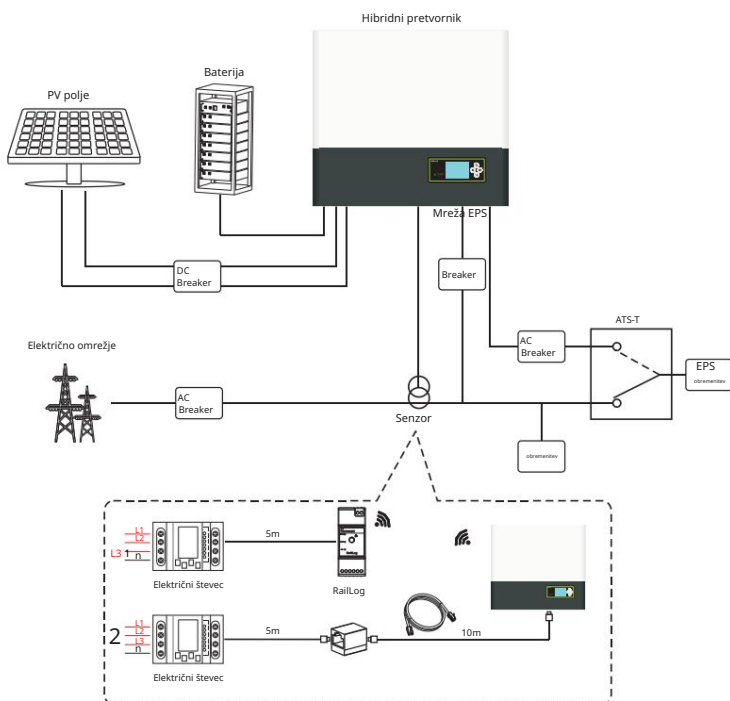 Hibridni pretvornik
Baterija
PV polje
Mreža EPS
DC
Breaker
Breaker
ATS-T
AC
Breaker
EPS
obremenitev
Električno omrežje
AC
Breaker
Senzor
obremenitev
L1
L2
L3 1
n
5m
Električni števec
RailLog
2
L1
L2
L3
n
5m
10m
Električni števec